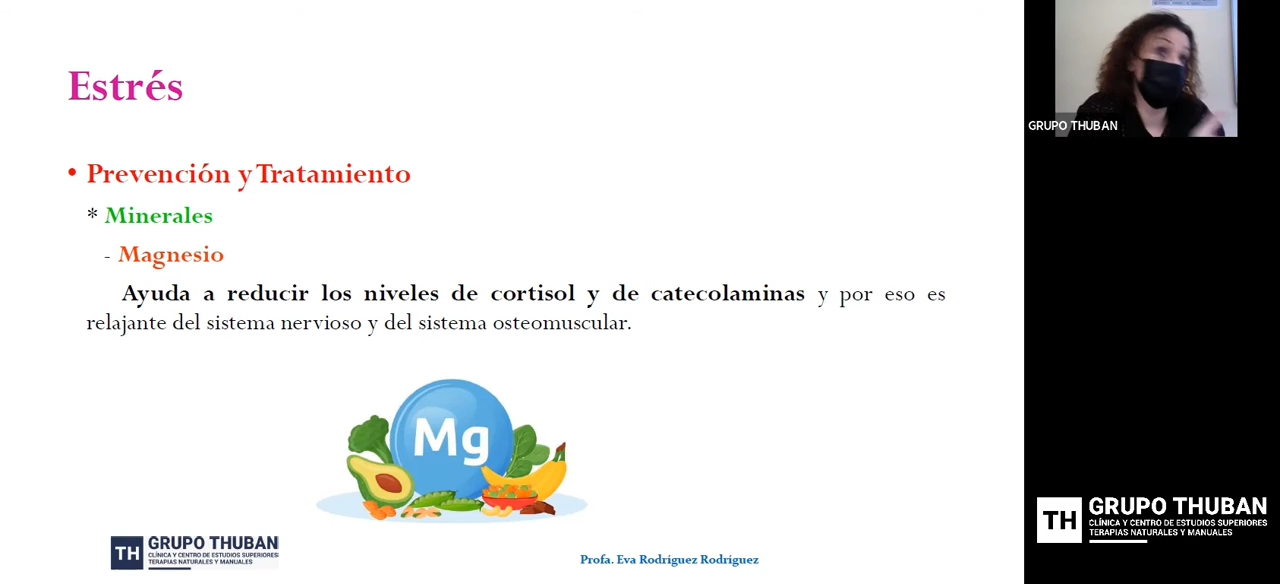 Estrés
• Prevención y Tratamiento
* Minerales
- Magnesio
Ayuda a reducir los niveles de cortisol y de catecolaminas y por eso es
relajante del sistema nervioso y del sistema osteomuscular.
Mg
TH GRUPO THUBAN
CLÍNICA Y CENTRO DE ESTUDIOS SUPERIORES
TERAPIAS NATURALES Y MANUALES
Profa. Eva Rodríguez Rodríguez
GRUPO THUBAN
TH GRUPO THUBAN
CLÍNICA Y CENTRO DE ESTUDIOS SUPERIORES
TERAPIAS NATURALES Y MANUALES